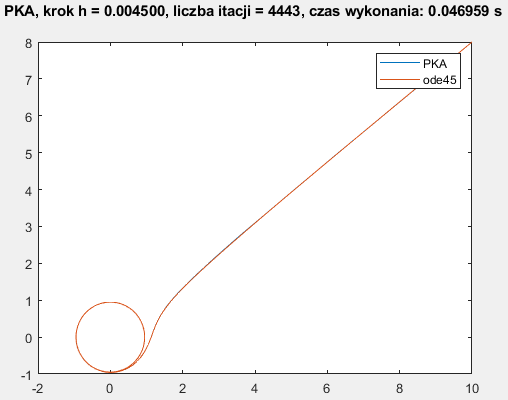 PKA, krok h = 0.004500, liczba itacji = 4443, czas wykonania: 0.046959 s
8
PKA
ode45
7
6
5
4
3
2
1
0
-1
-2 0 2 4 6 8 10